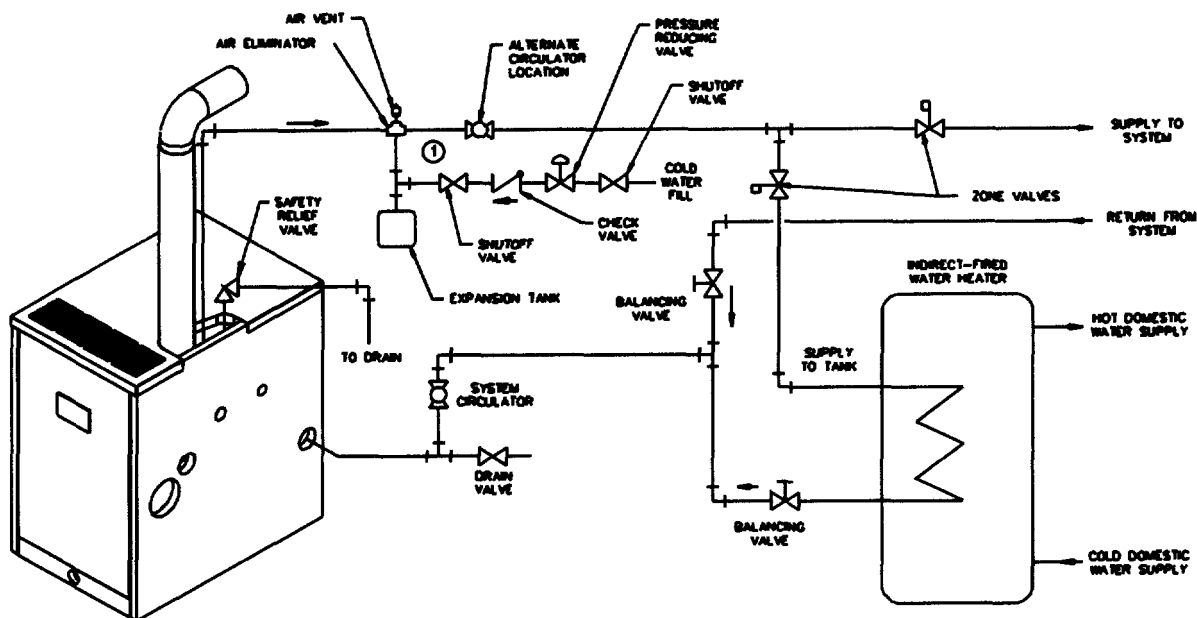 AIR VENT
AIR ELIMINATOR
ALTERNATE
CIRCULATOR
LOCATION
PRESSURE
REDUCING
VALVE
SHUTOFF
VALVE
SUPPLY TO
SYSTEM
1
COLD
WATER
FILL
ZONE VALVES
SAFETY
RELIEF
VALVE
SHUTOFF
VALVE
CHECK
VALVE
RETURN FROM
SYSTEM
EXPANSION TANK
BALANCING
VALVE
INDIRECT-FIRED
WATER HEATER
HOT DOMESTIC
WATER SUPPLY
TO DRAIN
SUPPLY
TO TANK
SYSTEM
CIRCULATOR
DRAIN
VALVE
BALANCING
VALVE
COLD DOMESTIC
WATER SUPPLY